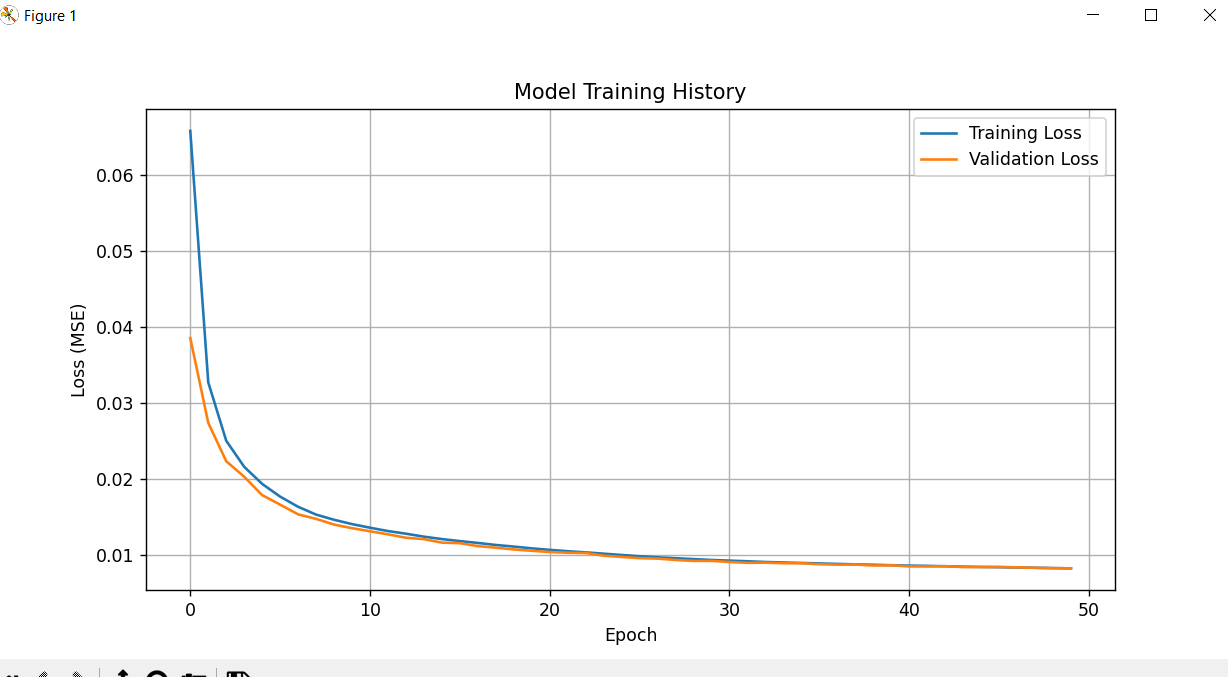 Figure 1
Model Training History
Training Loss
Validation Loss
0.06
0.05
0.04
0.03
0.02
0.01
Loss (MSE)
0 10 20 30 40 50
Epoch